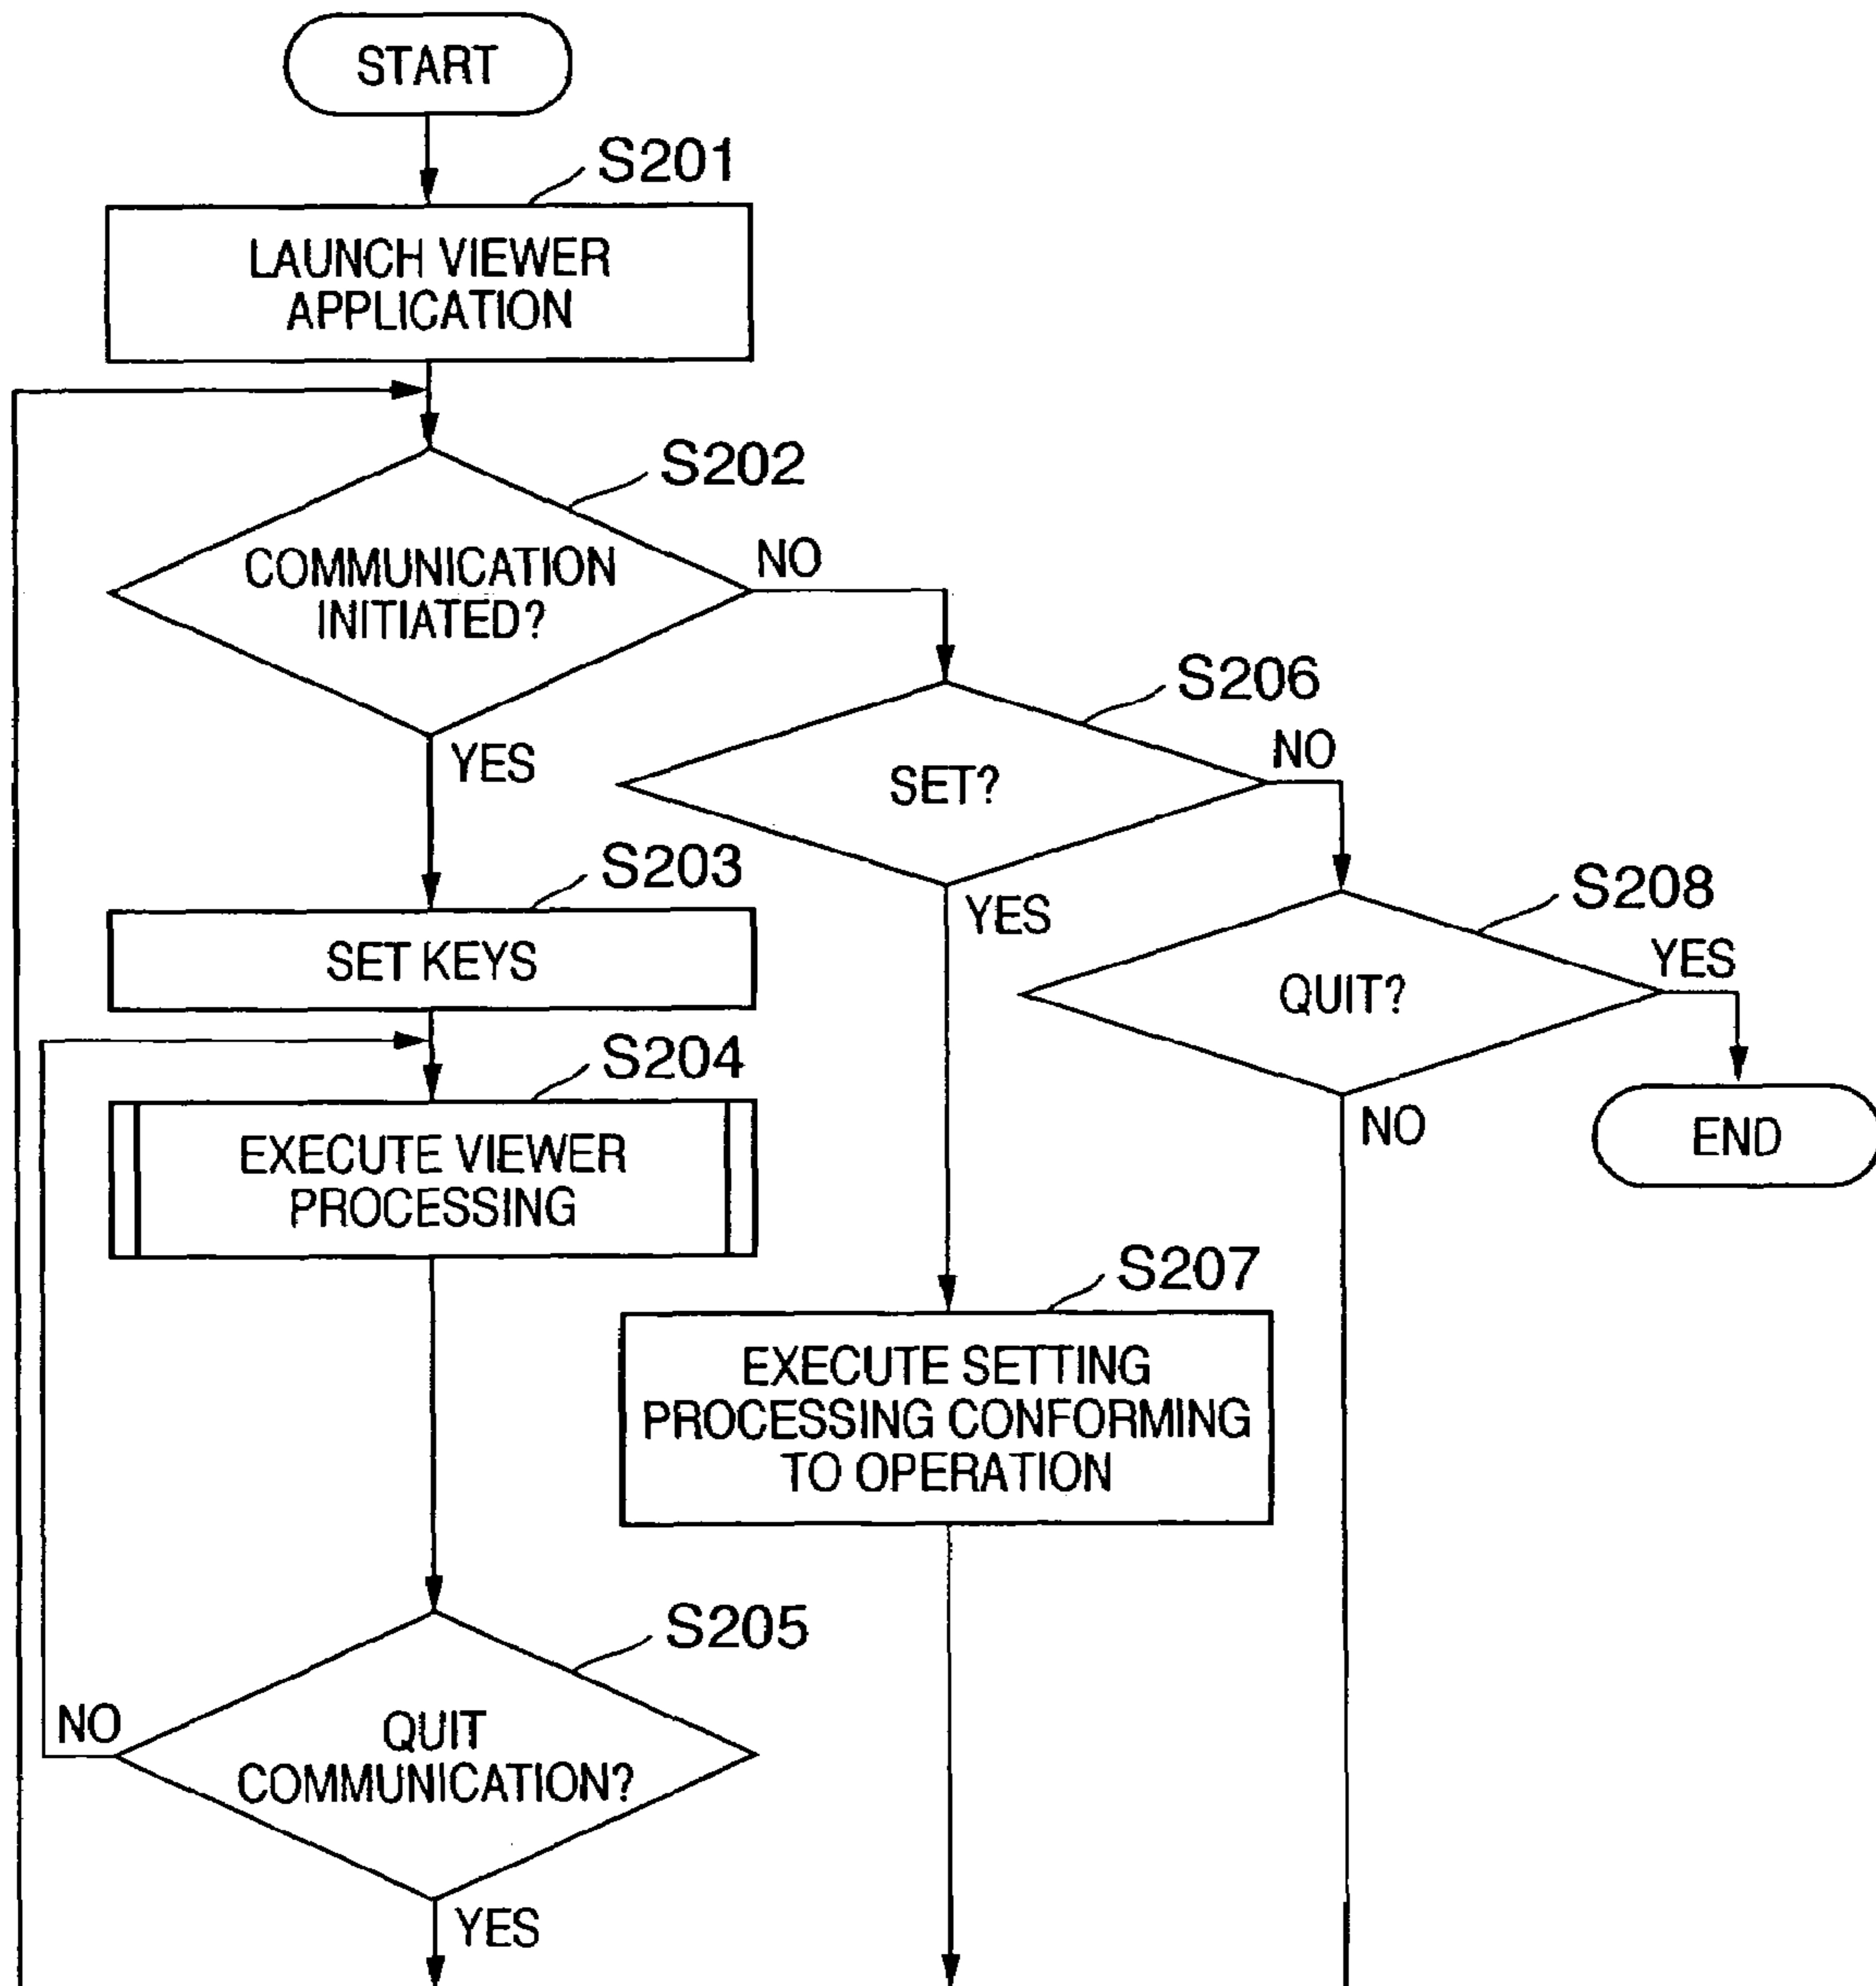 START
S201
LAUNCH VIEWER
APPLICATION
S202
COMMUNICATION
INITIATED?
NO
YES
S206
SET?
NO
YES
S203
SET KEYS
S208
QUIT?
YES
NO
END
S204
EXECUTE VIEWER
PROCESSING
S207
EXECUTE SETTING
PROCESSING CONFORMING
TO OPERATION
S205
QUIT
COMMUNICATION?
NO
YES